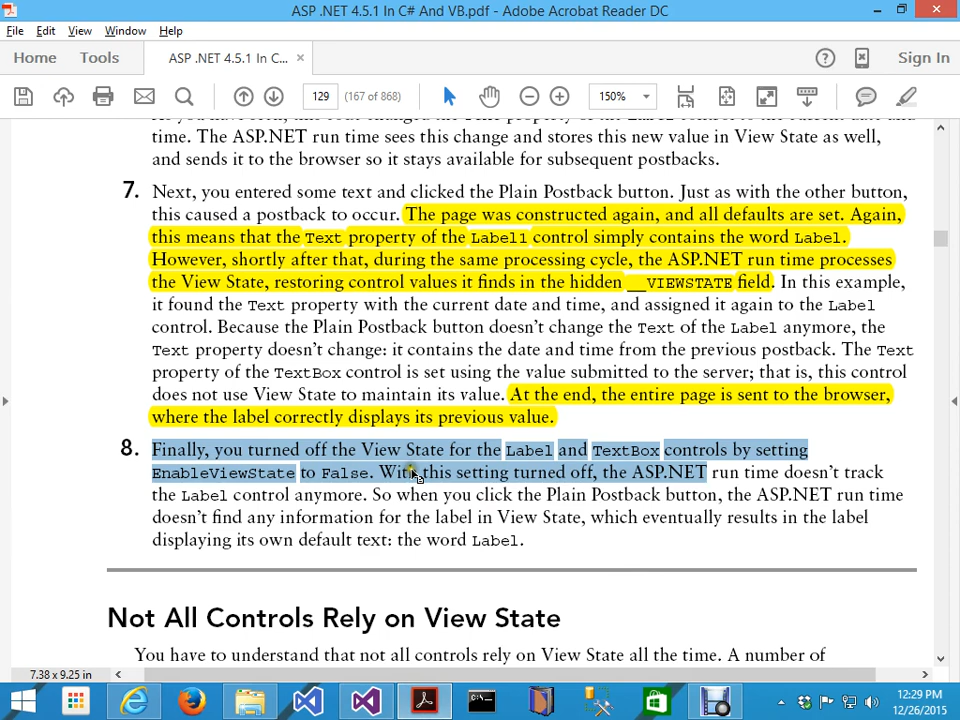 ASP .NET 4.5.1 In C# And VB.pdf - Adobe Acrobat Reader DC
File Edit View Window Help
Home Tools ASP .NET 4.5.1 In C... × Sign In
129 (167 of 868) 150%
time. The ASP.NET run time sees this change and stores this new value in View State as well,
and sends it to the browser so it stays available for subsequent postbacks.
7. Next, you entered some text and clicked the Plain Postback button. Just as with the other button,
this caused a postback to occur. The page was constructed again, and all defaults are set. Again,
this means that the Text property of the Label1 control simply contains the word Label.
However, shortly after that, during the same processing cycle, the ASP.NET run time processes
the View State, restoring control values it finds in the hidden __VIEWSTATE field. In this example,
it found the Text property with the current date and time, and assigned it again to the Label
control. Because the Plain Postback button doesn't change the Text of the Label anymore, the
Text property doesn't change: it contains the date and time from the previous postback. The Text
property of the TextBox control is set using the value submitted to the server; that is, this control
does not use View State to maintain its value. At the end, the entire page is sent to the browser,
where the label correctly displays its previous value.
8. Finally, you turned off the View State for the Label and TextBox controls by setting
EnableViewState to False. With this setting turned off, the ASP.NET run time doesn't track
the Label control anymore. So when you click the Plain Postback button, the ASP.NET run time
doesn't find any information for the label in View State, which eventually results in the label
displaying its own default text: the word Label.
Not All Controls Rely on View State
You have to understand that not all controls rely on View State all the time. A number of
7.38 x 9.25 in
12:29 PM
12/26/2015